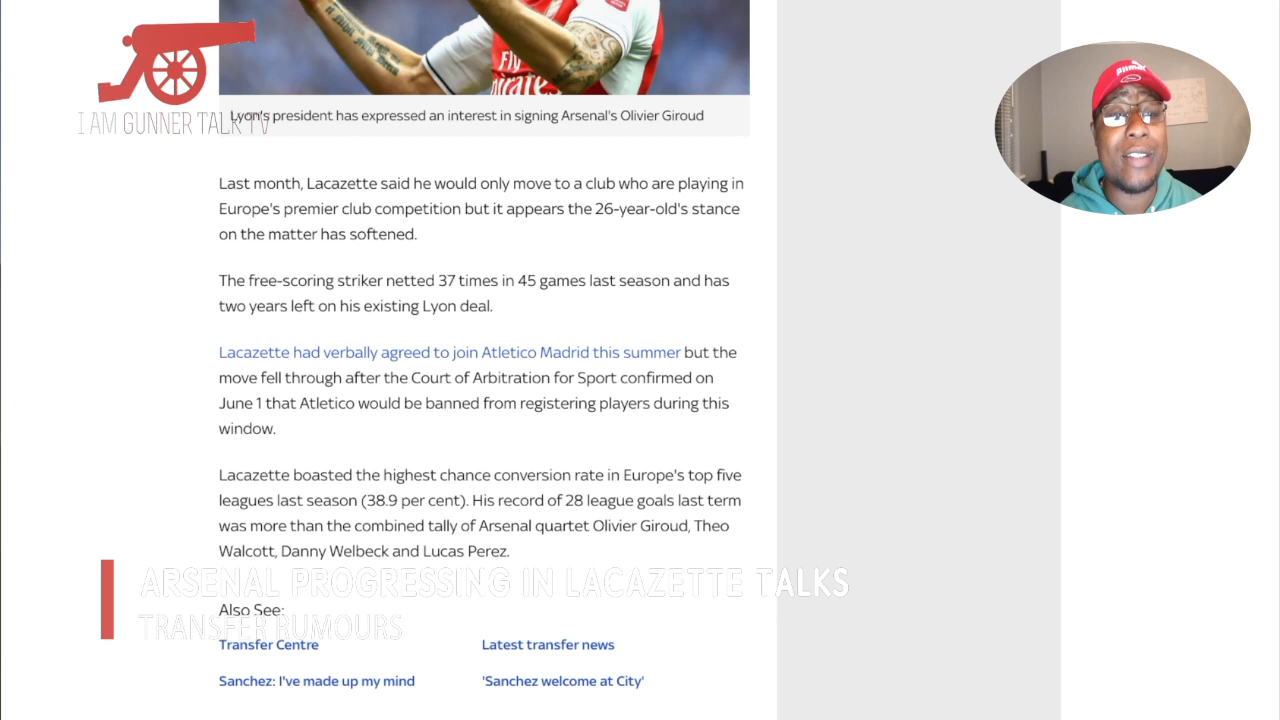 Fly
Emirates
I AM GUNNER TALK TV
Lyon's president has expressed an interest in signing Arsenal's Olivier Giroud
PUMA
Last month, Lacazette said he would only move to a club who are playing in
Europe's premier club competition but it appears the 26-year-old's stance
on the matter has softened.
The free-scoring striker netted 37 times in 45 games last season and has
two years left on his existing Lyon deal.
Lacazette had verbally agreed to join Atletico Madrid this summer but the
move fell through after the Court of Arbitration for Sport confirmed on
June 1 that Atletico would be banned from registering players during this
window.
Lacazette boasted the highest chance conversion rate in Europe's top five
leagues last season (38.9 per cent). His record of 28 league goals last term
was more than the combined tally of Arsenal quartet Olivier Giroud, Theo
Walcott, Danny Welbeck and Lucas Perez.
ARSENAL PROGRESSING IN LACAZETTE TALKS
Also See:
TRANSFER RUMOURS
Transfer Centre
Latest transfer news
Sanchez: I've made up my mind
'Sanchez welcome at City'